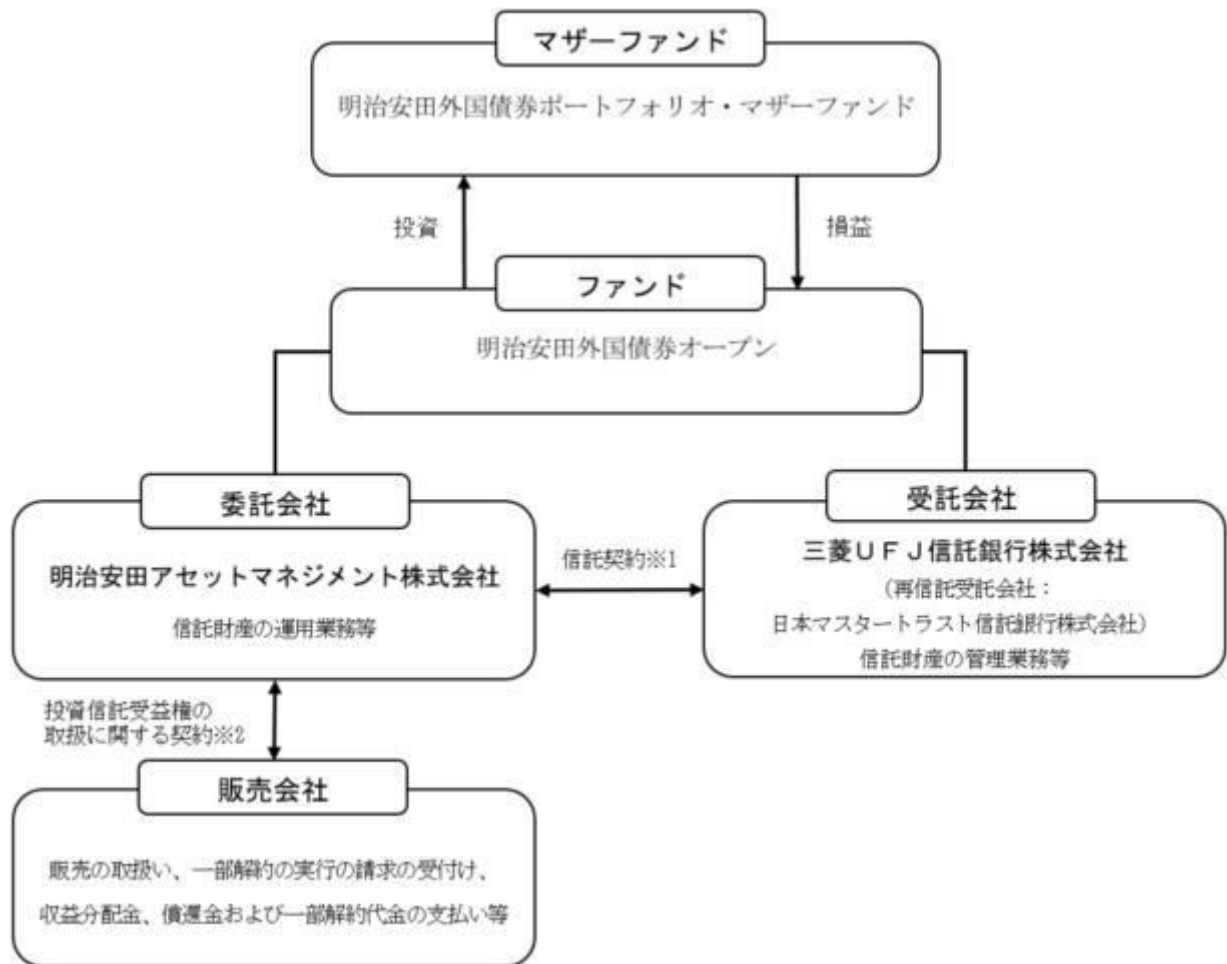 マザーファンド
明治安田外国債券ポートフォリオ・マザーファンド
投資
損益
ファンド
明治安田外国債券オープン
委託会社
明治安田アセットマネジメント株式会社
信託財産の運用業務等
信託契約※1
受託会社
三菱ＵＦＪ信託銀行株式会社
（再信託受託会社：
日本マスタートラスト信託銀行株式会社）
信託財産の管理業務等
投資信託受益権の
取扱に関する契約※2
販売会社
販売の取扱い、一部解約の実行の請求の受付け、
収益分配金、償還金および一部解約代金の支払い等